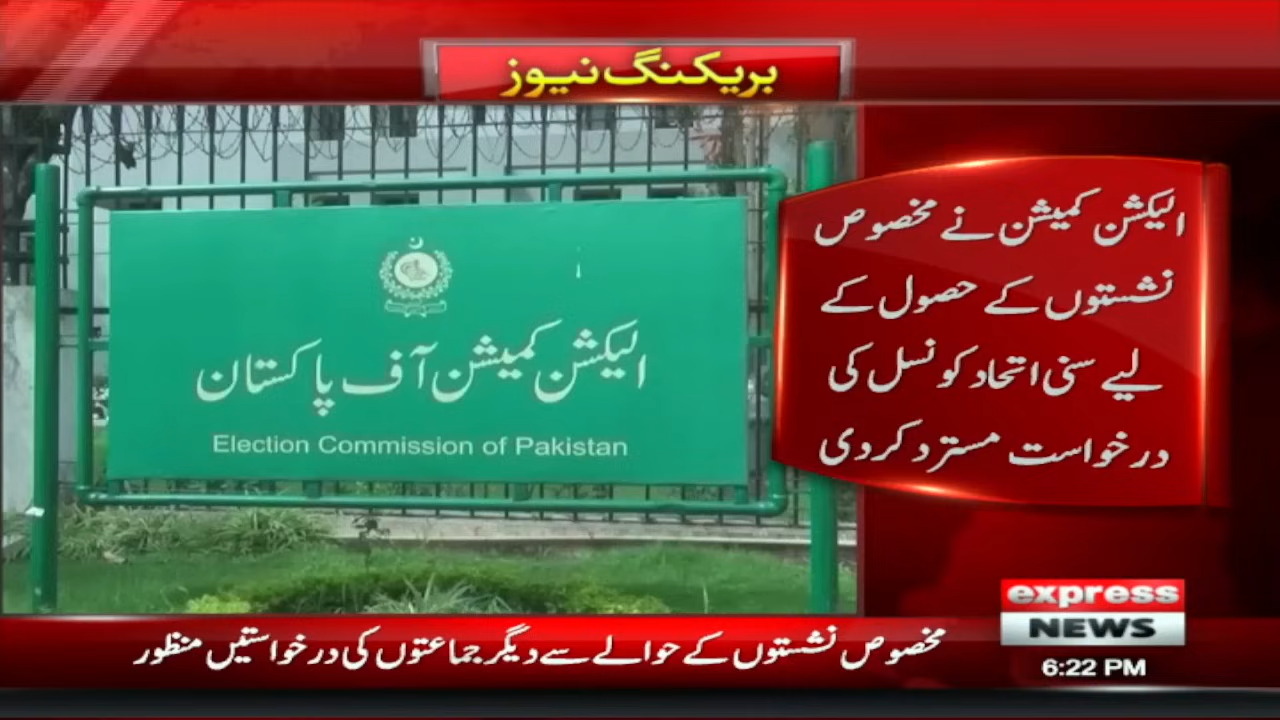 بریکنگ نیوز
الیکشن کمیشن نے مخصوص
نشستوں کے حصول کے
لیے سنی اتحاد کونسل کی
درخواست مسترد کردی
الیکشن کمیشن آف پاکستان
Election Commission of Pakistan
مخصوص نشستوں کے حوالے سے دیگر جماعتوں کی درخواستیں منظور
express
NEWS
6:22 PM